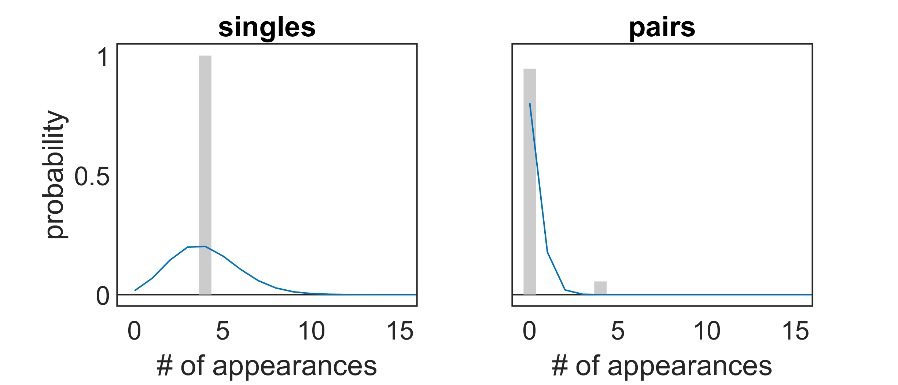 singles
pairs
probability
1
0.5
0
0 5 10 15
0 5 10 15
# of appearances
# of appearances